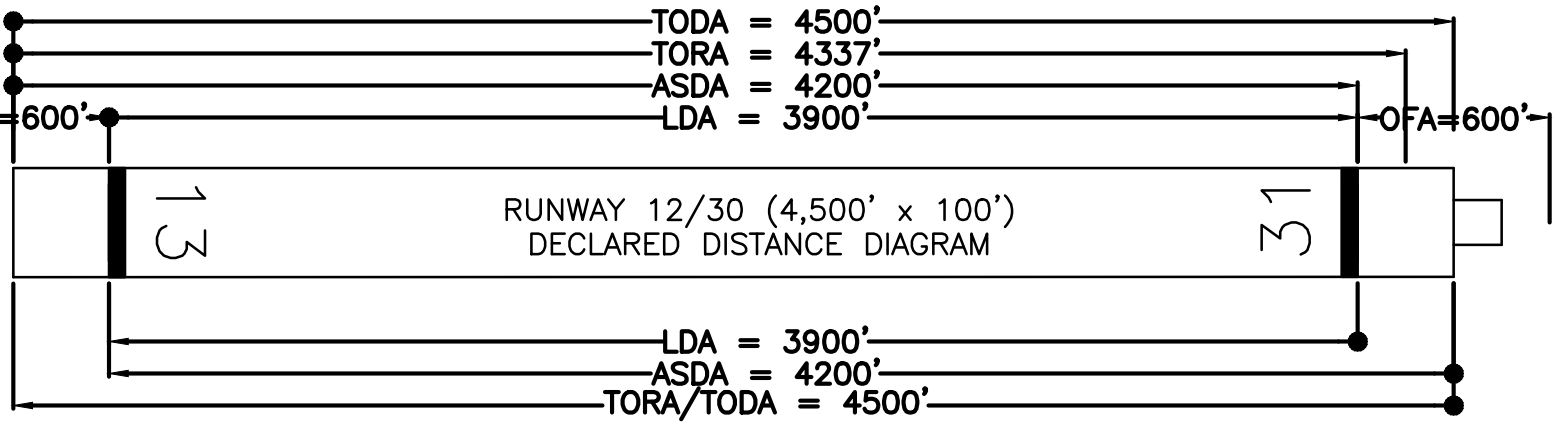 TODA = 4500'
TORA = 4337'
ASDA = 4200'
=600' LDA = 3900' OFA=600'
13 RUNWAY 12/30 (4,500' x 100') 31
DECLARED DISTANCE DIAGRAM
LDA = 3900'
ASDA = 4200'
TORA/TODA = 4500'